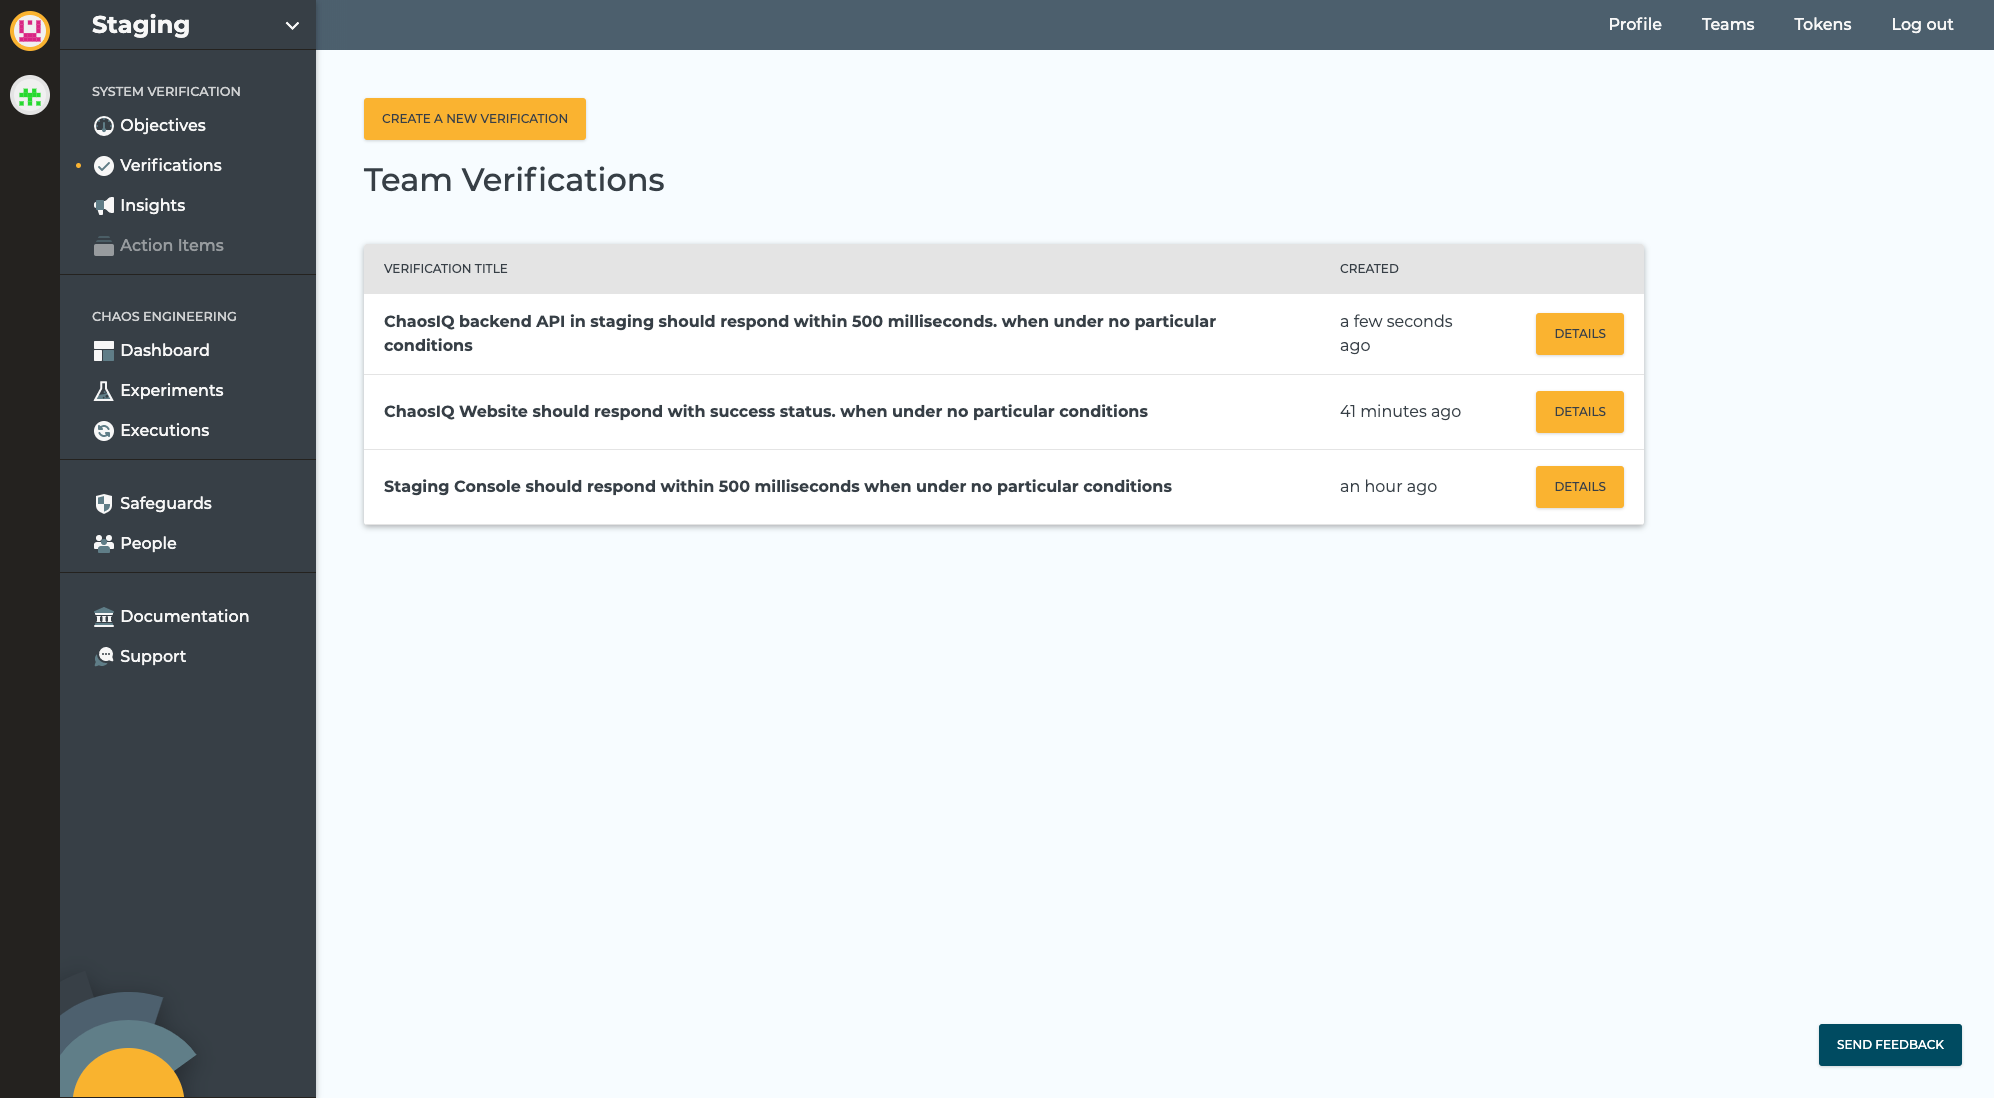 Staging
Profile
Teams
Tokens
Log out
SYSTEM VERIFICATION
Objectives
Verifications
Insights
Action Items
CHAOS ENGINEERING
Dashboard
Experiments
Executions
Safeguards
People
Documentation
Support
CREATE A NEW VERIFICATION
Team Verifications
VERIFICATION TITLE
CREATED
ChaosIQ backend API in staging should respond within 500 milliseconds. when under no particular
conditions
a few seconds
ago
DETAILS
ChaosIQ Website should respond with success status. when under no particular conditions
41 minutes ago
DETAILS
Staging Console should respond within 500 milliseconds when under no particular conditions
an hour ago
DETAILS
SEND FEEDBACK